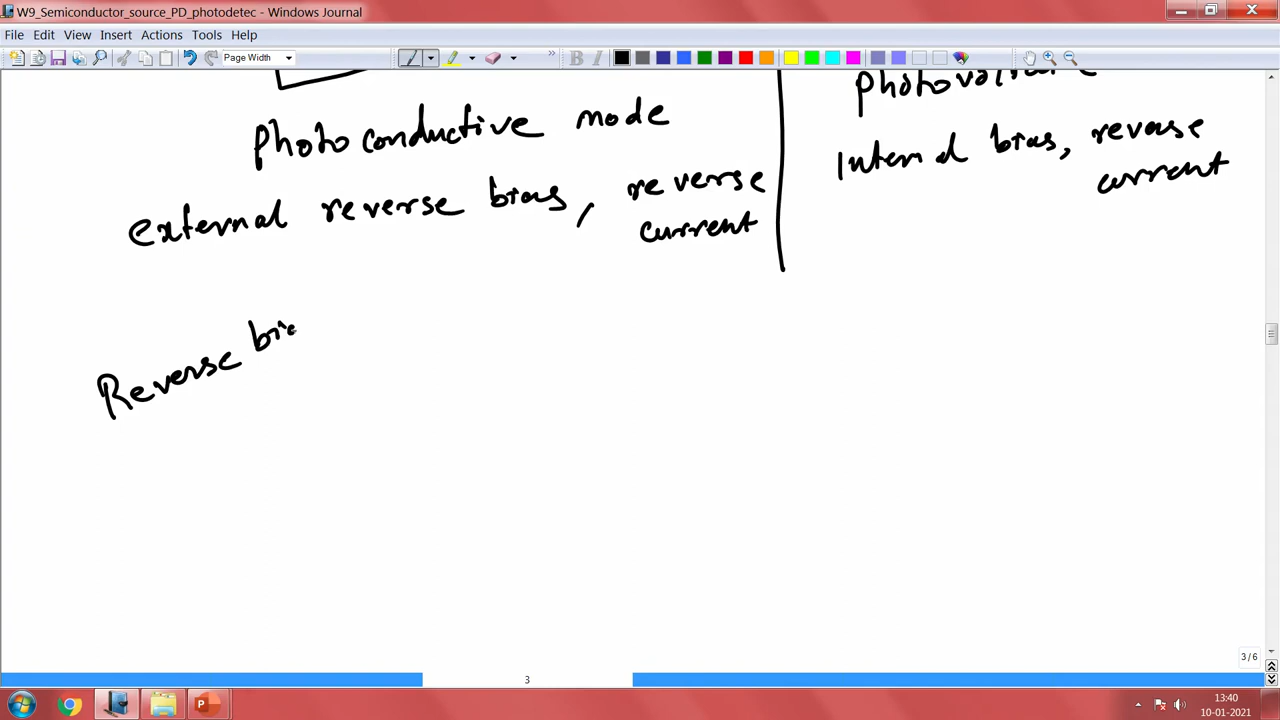 W9_Semiconductor_source_PD_photodetec - Windows Journal
File Edit View Insert Actions Tools Help
Page Width
photoconductive mode
external reverse bias, reverse
current
Internal bias, reverse
current
Reverse bia
3/6
3
13:40
10-01-2021